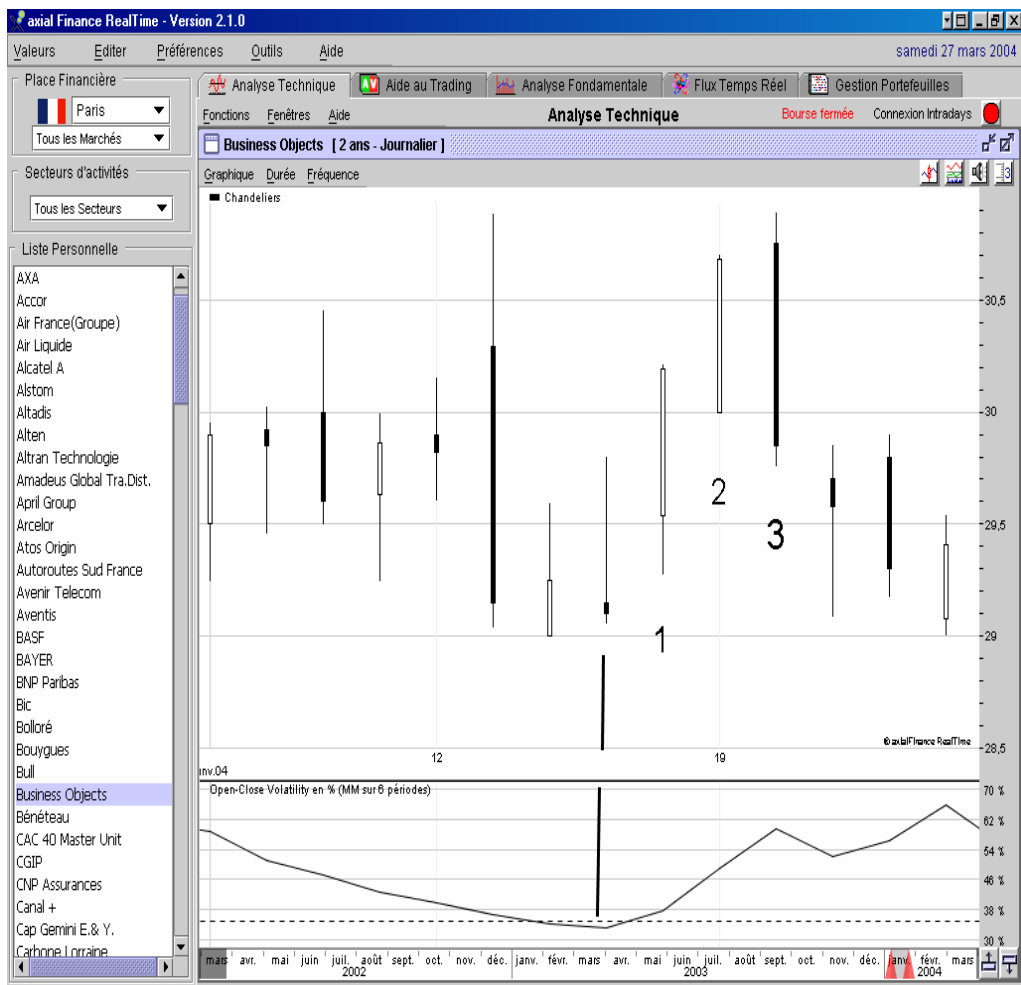 axial Finance RealTime - Version 2.1.0
Valeurs Editer Préférences Outils Aide samedi 27 mars 2004
Place Financière
Paris
Tous les Marchés
Secteurs d'activités
Tous les Secteurs
Liste Personnelle
AXA
Accor
Air France(Groupe)
Air Liquide
Alcatel A
Alstom
Altadis
Alten
Altran Technologie
Amadeus Global Tra.Dist.
April Group
Arcelor
Atos Origin
Autoroutes Sud France
Avenir Telecom
Aventis
BASF
BAYER
BNP Paribas
Bic
Bolloré
Bouygues
Bull
Business Objects
Bénéteau
CAC 40 Master Unit
CGIP
CNP Assurances
Canal +
Cap Gemini E.& Y.
Carbone Lorraine
Analyse Technique Aide au Trading Analyse Fondamentale Flux Temps Réel Gestion Portefeuilles
Fonctions Fenêtres Aide Analyse Technique Bourse fermée Connexion Intradays
Business Objects [ 2 ans - Journalier ]
Graphique Durée Fréquence
Chandeliers
30,5
30
29,5
29
28,5
1
2
3
© axialFinance RealTime
12 19
nv.04
Open-Close Volatility en % (MM sur 6 périodes)
70 %
62 %
54 %
46 %
38 %
30 %
mars avr. mai juin juil. août sept. oct. nov. déc. janv. févr. mars mai juin juil. août sept. oct. nov. déc. janv. févr. mars
2002 2003 2004